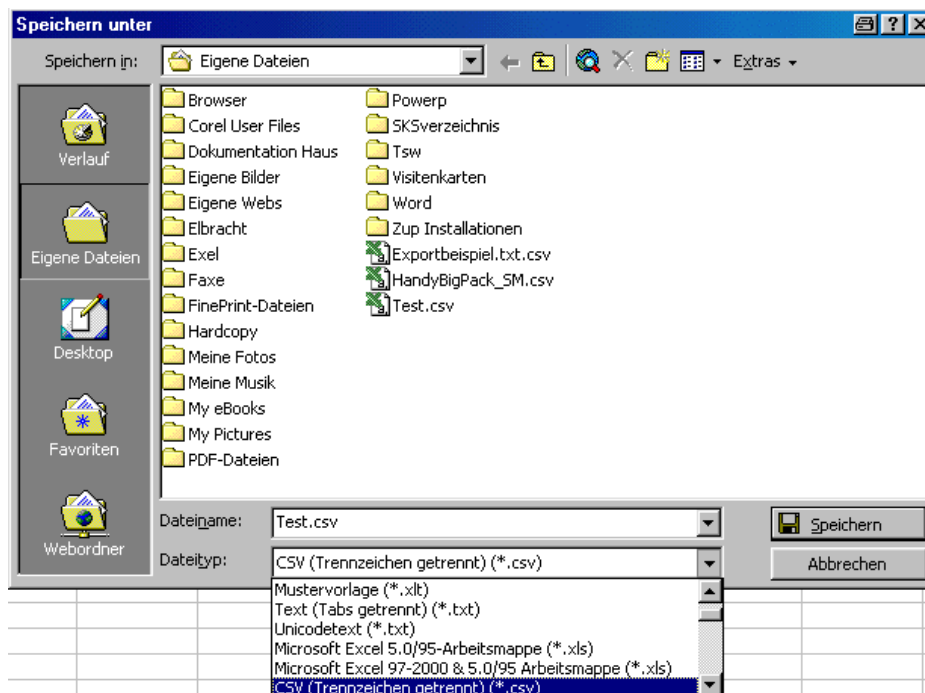 Speichern unter
Speichern in:
Eigene Dateien
Extras
Verlauf
Eigene Dateien
Desktop
Favoriten
Webordner
Browser
Corel User Files
Dokumentation Haus
Eigene Bilder
Eigene Webs
Elbracht
Exel
Faxe
FinePrint-Dateien
Hardcopy
Meine Fotos
Meine Musik
My eBooks
My Pictures
PDF-Dateien
Powerp
SKSverzeichnis
Tsw
Visitenkarten
Word
Zup Installationen
Exportbeispiel.txt.csv
HandyBigPack_SM.csv
Test.csv
Dateiname:
Test.csv
Speichern
Dateityp:
CSV (Trennzeichen getrennt) (*.csv)
Abbrechen
Mustervorlage (*.xlt)
Text (Tabs getrennt) (*.txt)
Unicodetext (*.txt)
Microsoft Excel 5.0/95-Arbeitsmappe (*.xls)
Microsoft Excel 97-2000 & 5.0/95 Arbeitsmappe (*.xls)
CSV (Trennzeichen getrennt) (*.csv)